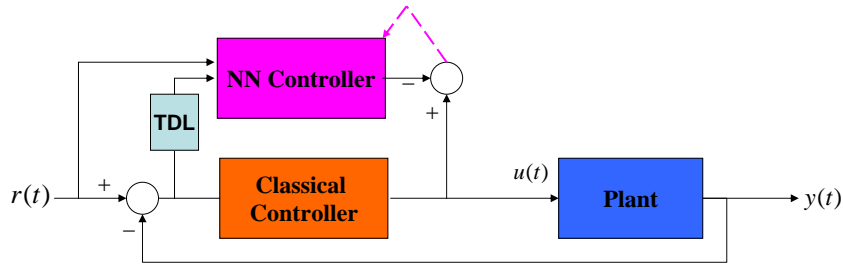 NN Controller
−
+
TDL
r(t)
+
−
Classical
Controller
u(t)
Plant
y(t)